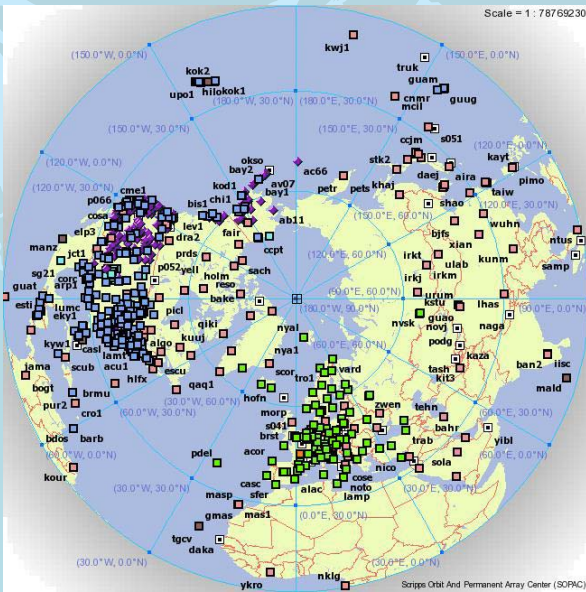 Scale = 1 : 78769230
kwj1
(150.0°W, 0.0°N)
(150.0°E, 0.0°N)
truk
guam
kok2
upo1
hilo
kok1
guug
cnmr
mcil
(180.0°W, 30.0°N)
(180.0°E, 30.0°N)
(150.0°W, 30.0°N)
(150.0°E, 30.0°N)
s051
ccjm
(120.0°W, 0.0°N)
(120.0°E, 0.0°N)
okso
bay2
bay1
av07
ac66
stk2
daej
aira
kayt
pimo
taiw
(120.0°W, 30.0°N)
kod1
chi1
bis1
petr
pets
khaj
shao
cme1
p066
cosa
lev1
dra2
fair
ab11
(150.0°W, 60.0°N)
(150.0°E, 60.0°N)
bjfs
wuhn
xian
elp3
manz
ccpt
ntus
samp
jct1
p052
prds
yell
holm
sach
irkt
ulab
kunm
sg21
guat
corr
arp1
reso
bake
irkj
irkm
esti
lumc
eky1
picl
(180.0°W, 90.0°N)
urum
kstu
guao
lhas
naga
nvsk
novj
podg
kyw1
casi
lamt
algo
qiki
kuuj
nyal
nya1
kaza
jama
scub
acu1
escu
scor
vard
tash
kit3
ban2
iisc
mald
bogt
hlfx
qaq1
tro1
pur2
brmu
cro1
(60.0°W, 30.0°N)
(30.0°W, 60.0°N)
hofn
morp
zwen
tehn
bdos
barb
s041
brst
bahr
trab
yibl
kour
pdel
acor
nico
sola
casc
sfer
cose
noto
masp
mas1
alac
lamp
gmas
(30.0°W, 30.0°N)
(0.0°E, 30.0°N)
(30.0°E, 30.0°N)
(60.0°W, 0.0°N)
(60.0°E, 0.0°N)
tgcv
daka
(30.0°W, 0.0°N)
(30.0°E, 0.0°N)
ykro
nklg
Scripps Orbit And Permanent Array Center (SOPAC)